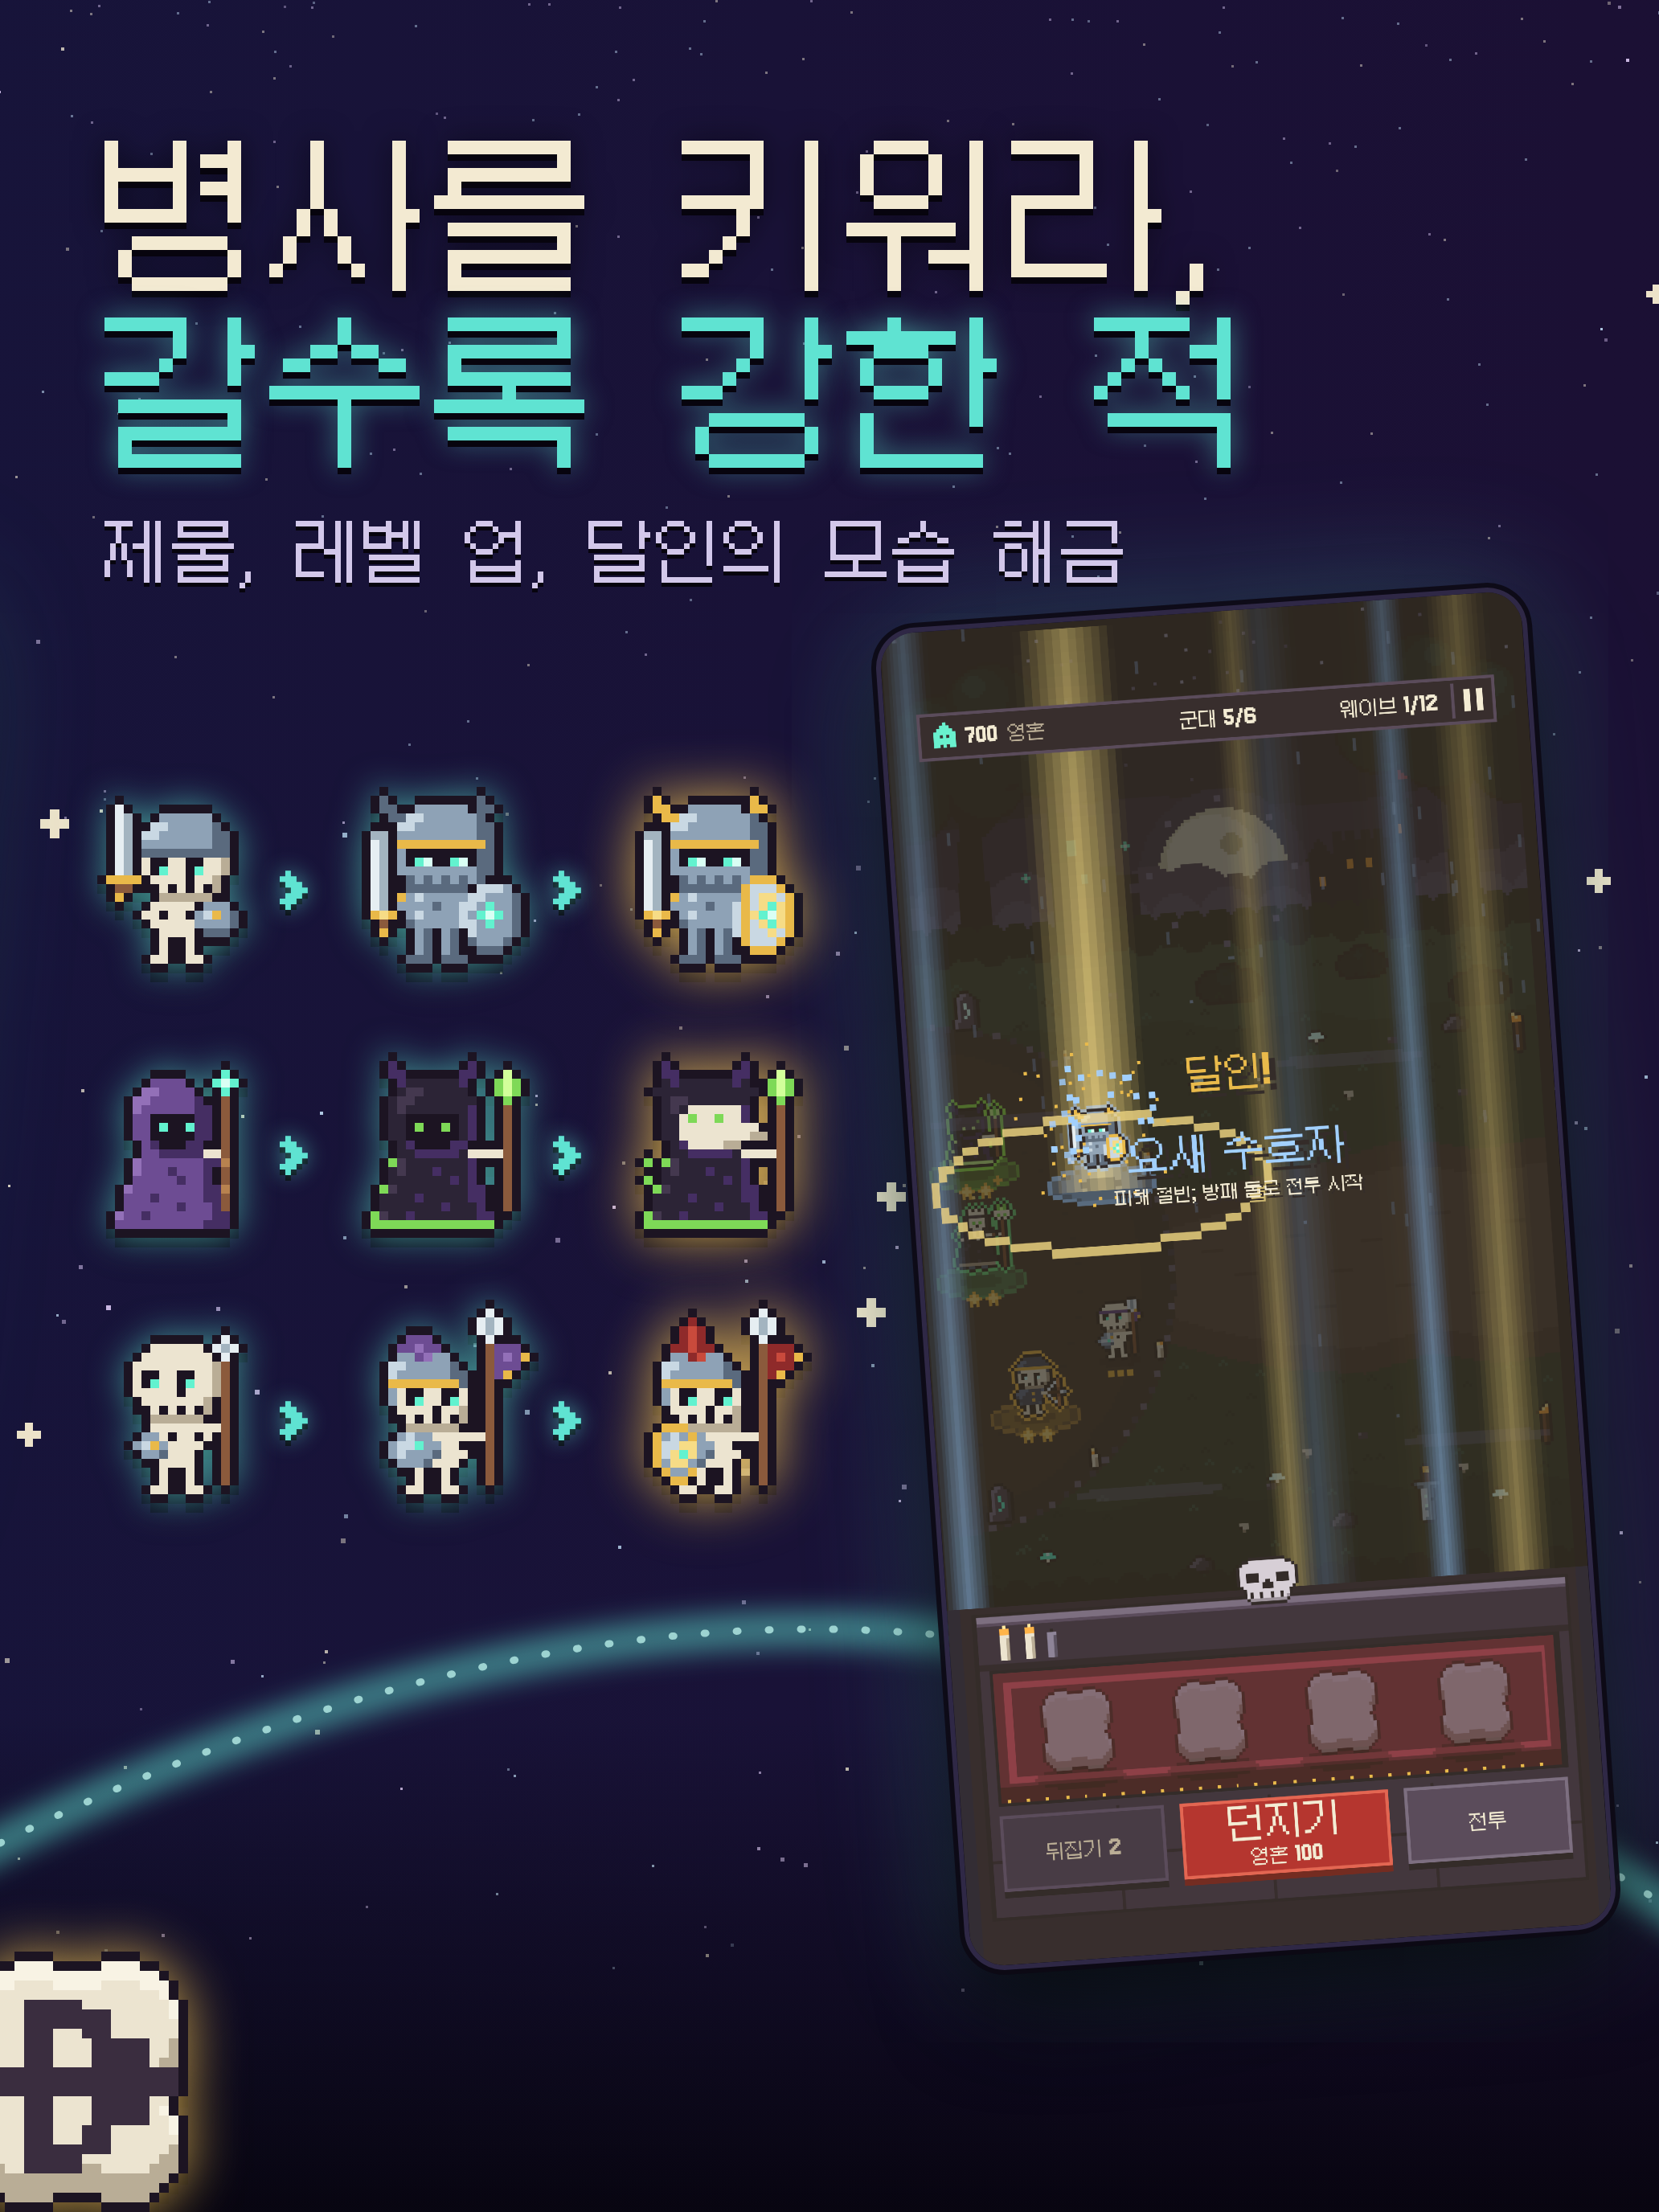 병사를 키워라,
갈수록 강한 적
제물, 레벨 업, 달인의 모습 해금
700 영혼 군대 5/6 웨이브 1/12
달인!
요새 수호자
피해 절반; 방패 들고 전투 시작
뒤집기 2
던지기
영혼 100
전투